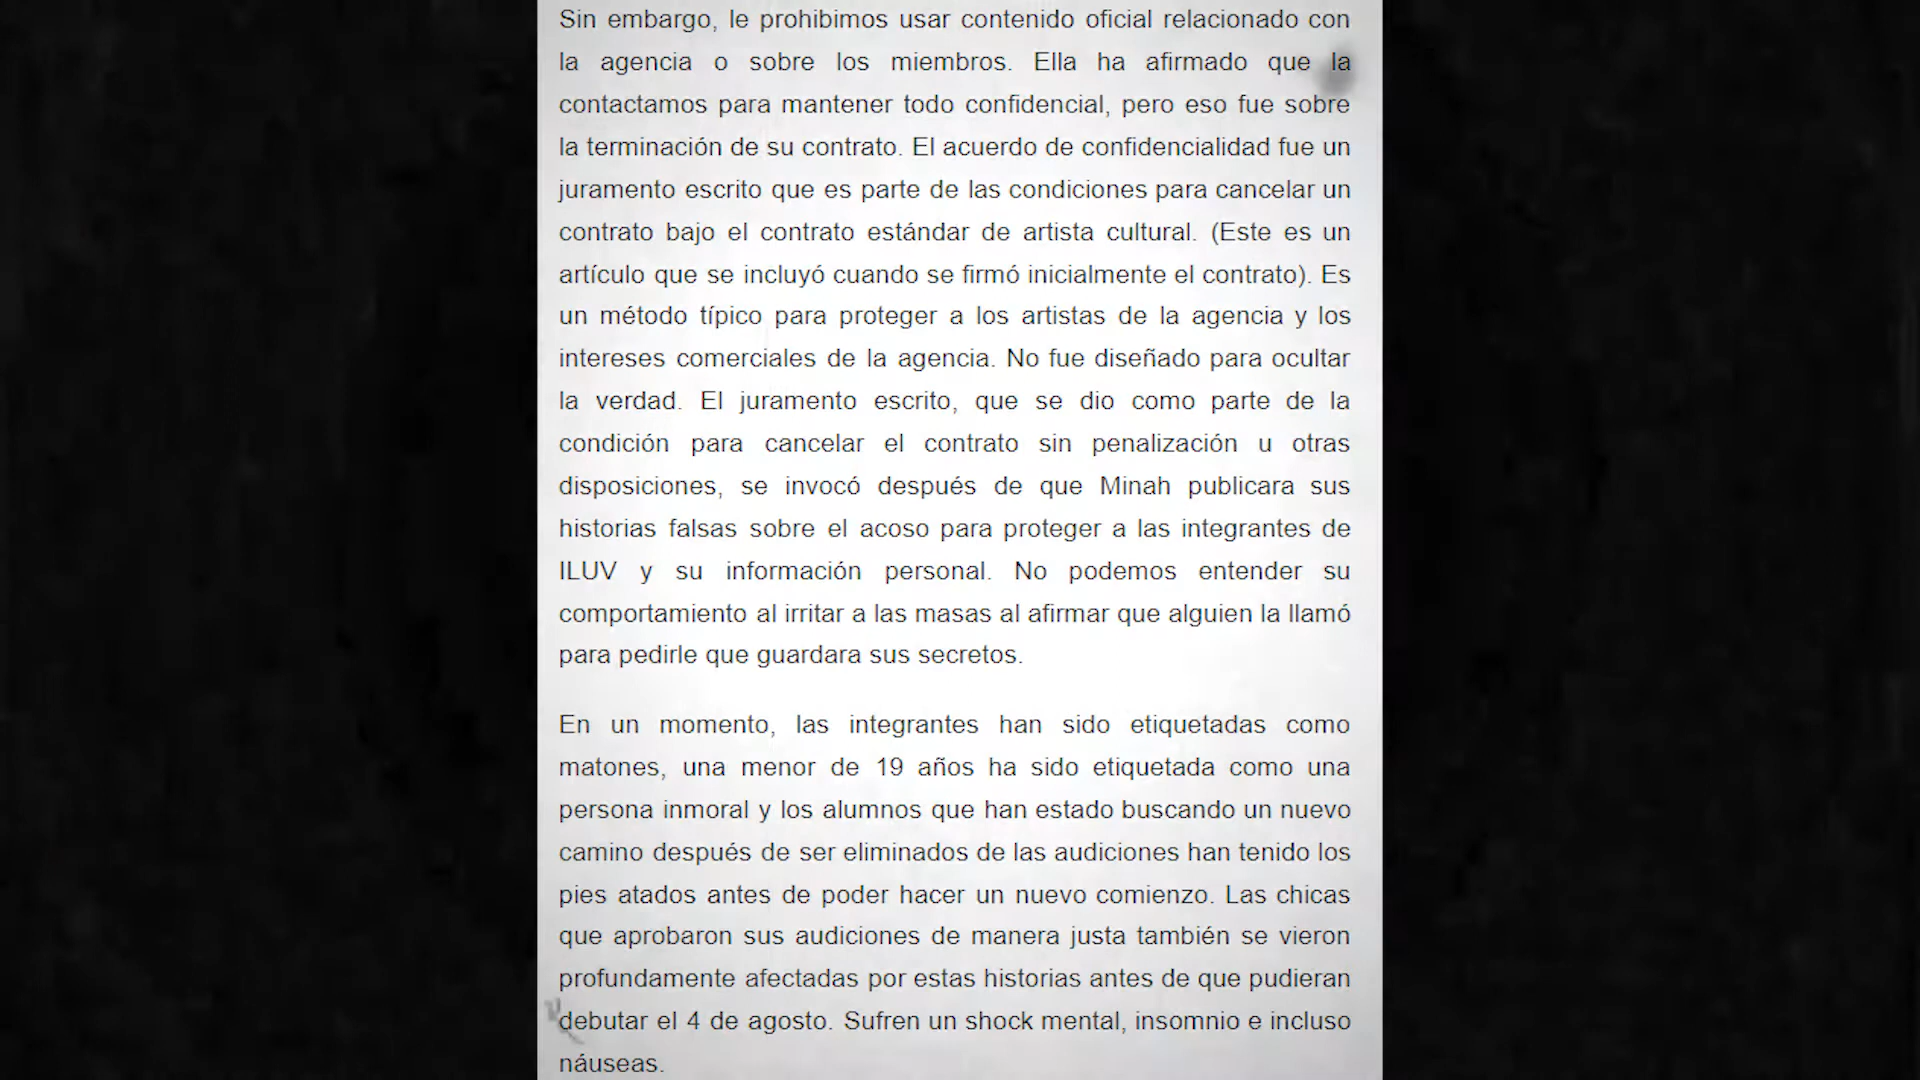 Sin embargo, le prohibimos usar contenido oficial relacionado con
la agencia o sobre los miembros. Ella ha afirmado que la
contactamos para mantener todo confidencial, pero eso fue sobre
la terminación de su contrato. El acuerdo de confidencialidad fue un
juramento escrito que es parte de las condiciones para cancelar un
contrato bajo el contrato estándar de artista cultural. (Este es un
artículo que se incluyó cuando se firmó inicialmente el contrato). Es
un método típico para proteger a los artistas de la agencia y los
intereses comerciales de la agencia. No fue diseñado para ocultar
la verdad. El juramento escrito, que se dio como parte de la
condición para cancelar el contrato sin penalización u otras
disposiciones, se invocó después de que Minah publicara sus
historias falsas sobre el acoso para proteger a las integrantes de
ILUV y su información personal. No podemos entender su
comportamiento al irritar a las masas al afirmar que alguien la llamó
para pedirle que guardara sus secretos.
En un momento, las integrantes han sido etiquetadas como
matones, una menor de 19 años ha sido etiquetada como una
persona inmoral y los alumnos que han estado buscando un nuevo
camino después de ser eliminados de las audiciones han tenido los
pies atados antes de poder hacer un nuevo comienzo. Las chicas
que aprobaron sus audiciones de manera justa también se vieron
profundamente afectadas por estas historias antes de que pudieran
debutar el 4 de agosto. Sufren un shock mental, insomnio e incluso
náuseas.